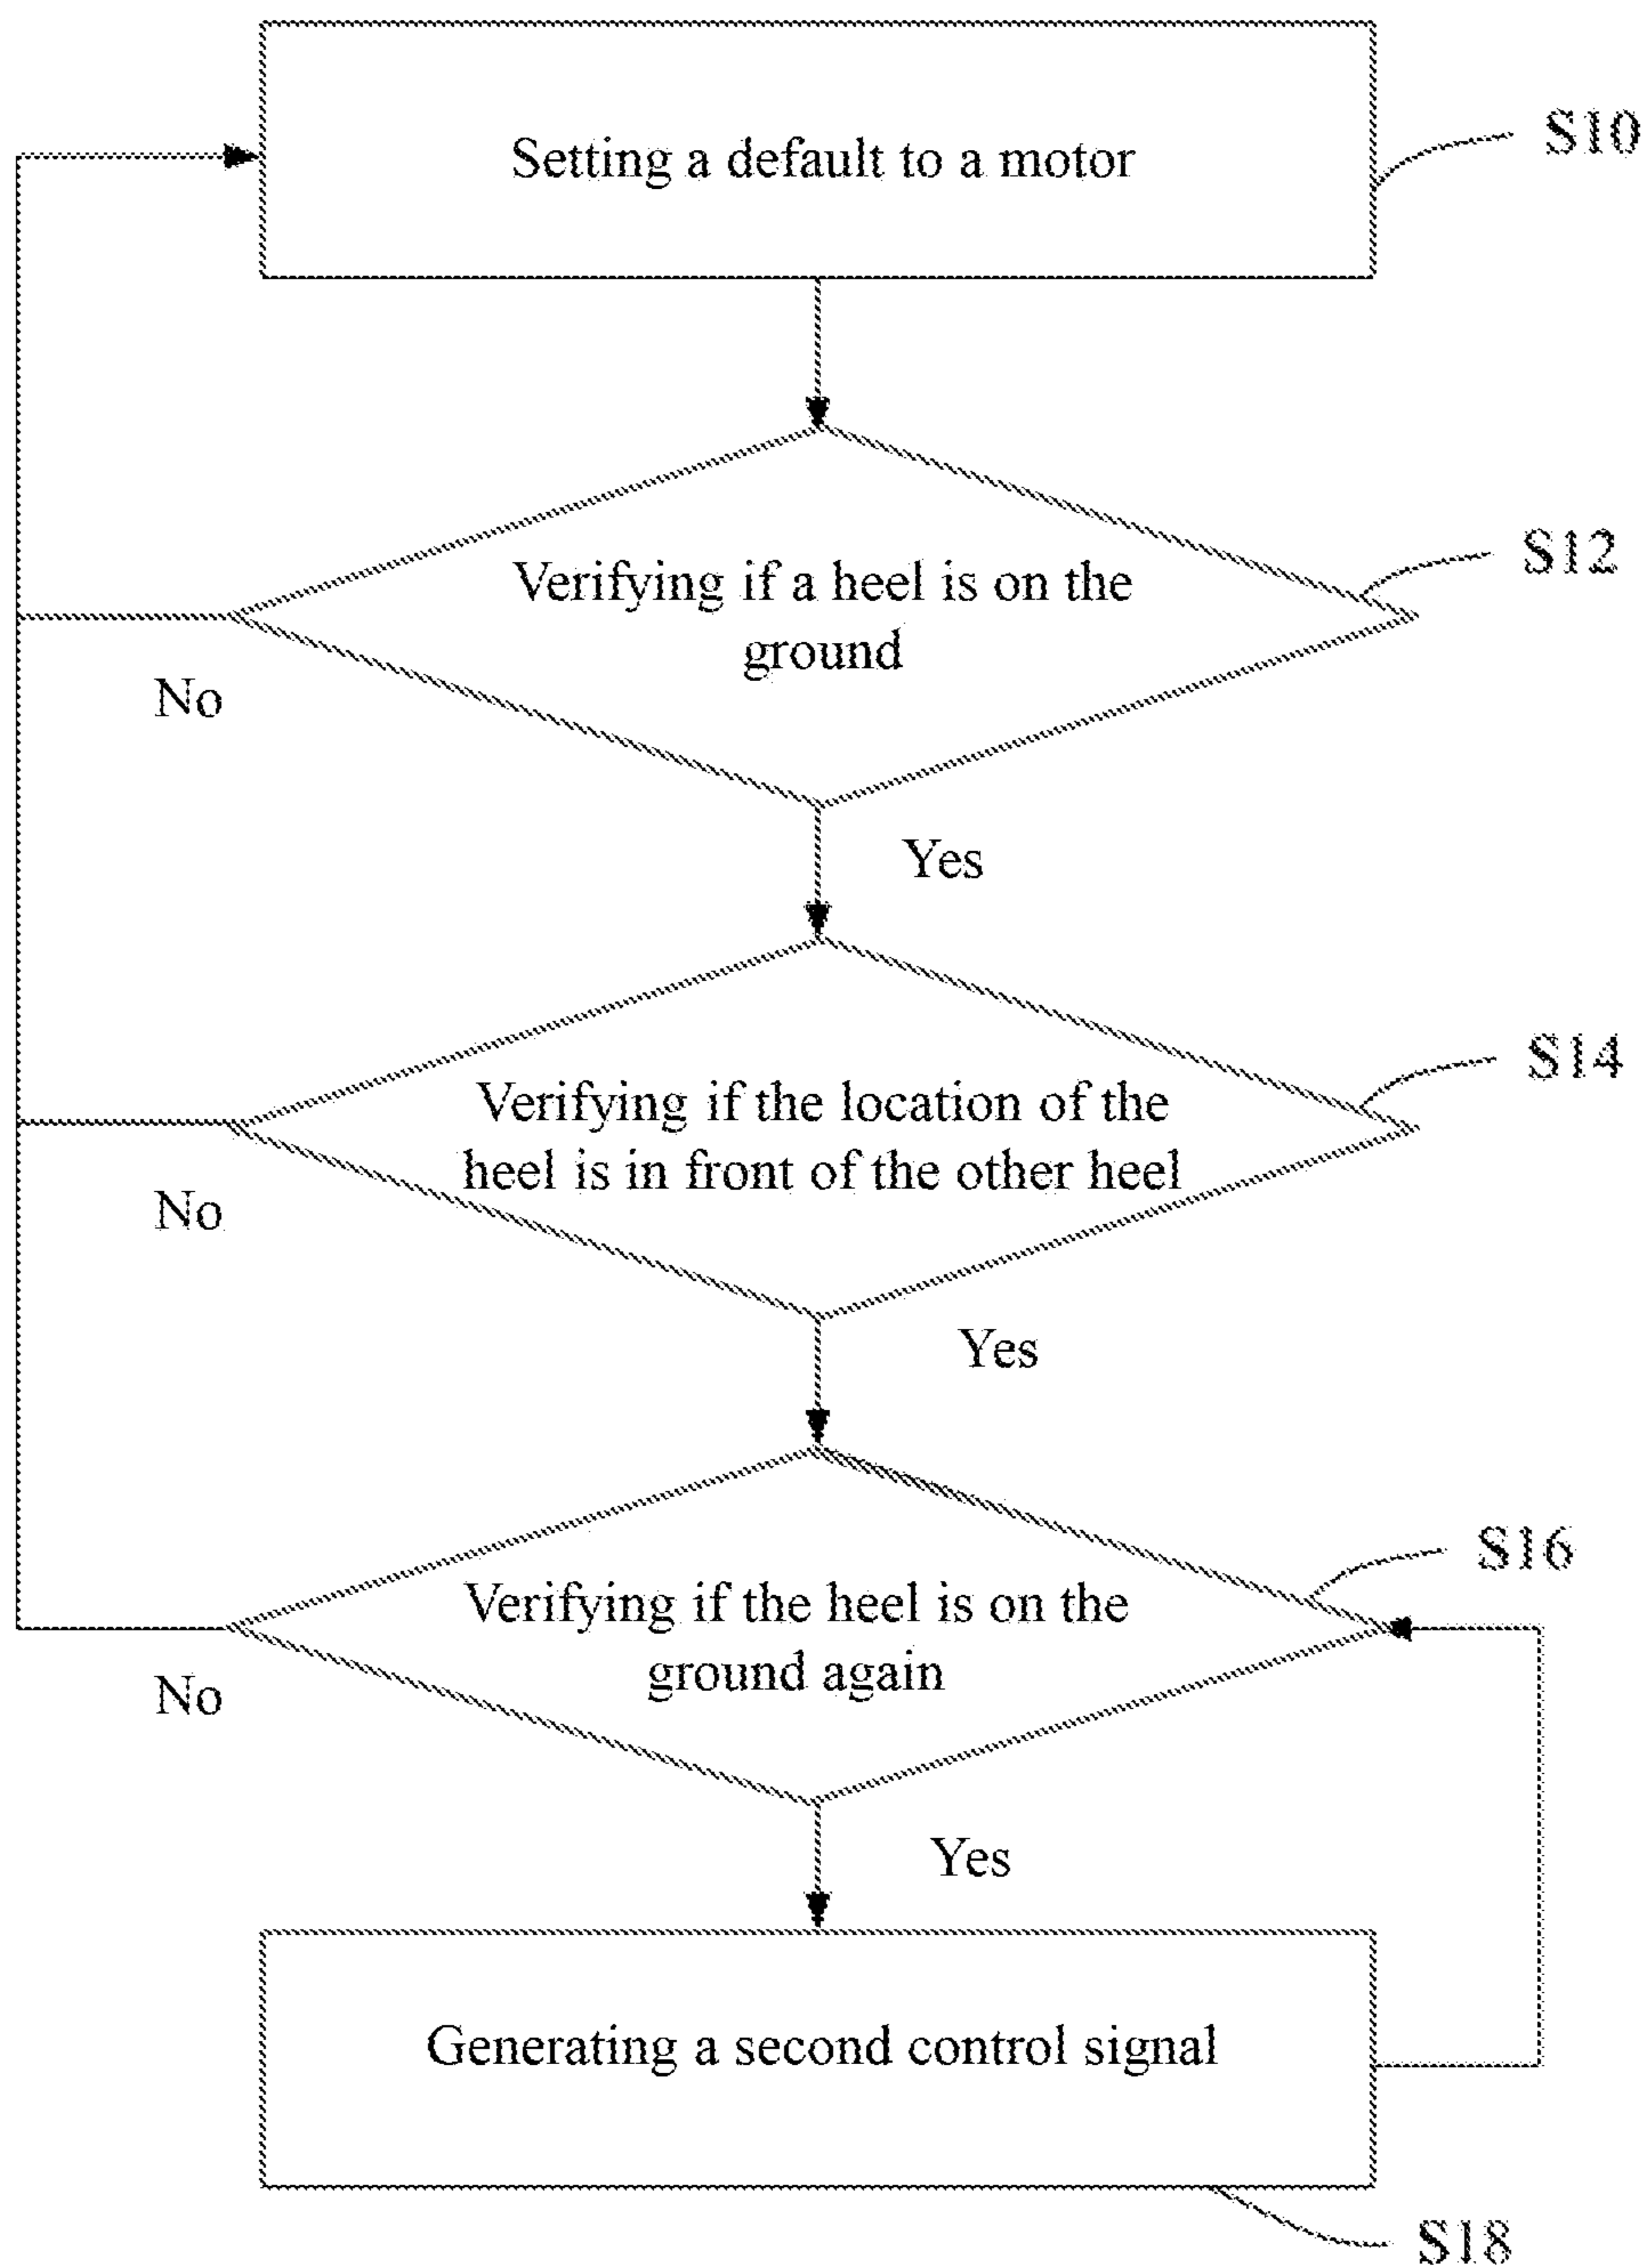 Setting a default to a motor
S10
Verifying if a heel is on the
ground
S12
No
Yes
Verifying if the location of the
heel is in front of the other heel
S14
No
Yes
Verifying if the heel is on the
ground again
S16
No
Yes
Generating a second control signal
S18